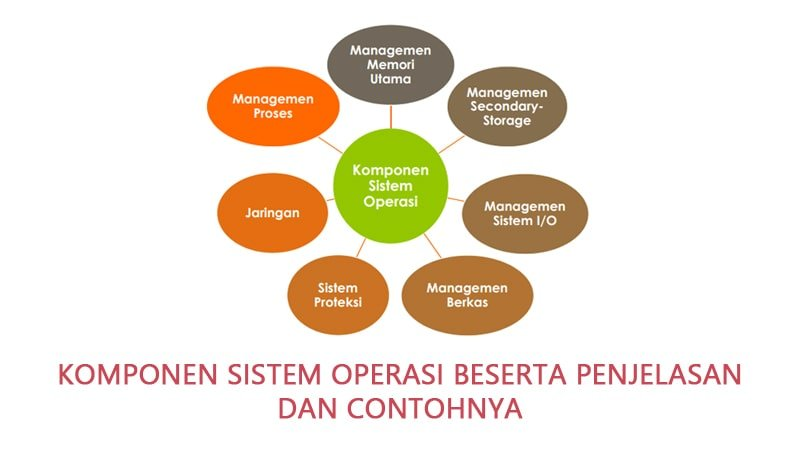 Managemen
Memori
Utama
Managemen
Secondary-
Storage
Managemen
Sistem I/O
Managemen
Berkas
Sistem
Proteksi
Jaringan
Managemen
Proses
Komponen
Sistem
Operasi
KOMPONEN SISTEM OPERASI BESERTA PENJELASAN
DAN CONTOHNYA